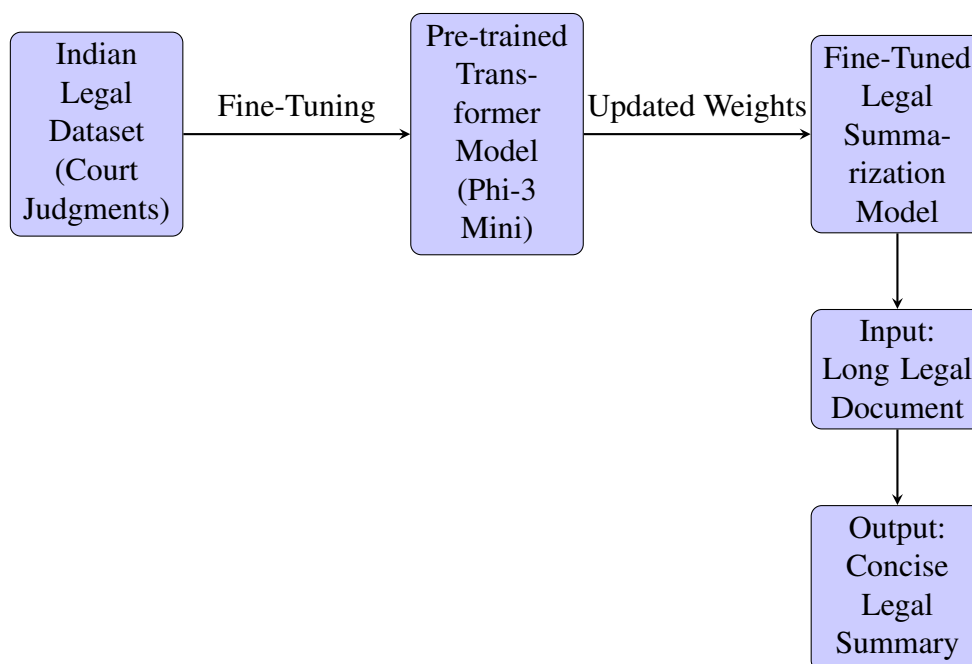 Indian
Legal
Dataset
(Court
Judgments)
Fine-Tuning
Pre-trained
Trans-
former
Model
(Phi-3
Mini)
Updated Weights
Fine-Tuned
Legal
Summa-
rization
Model
Input:
Long Legal
Document
Output:
Concise
Legal
Summary